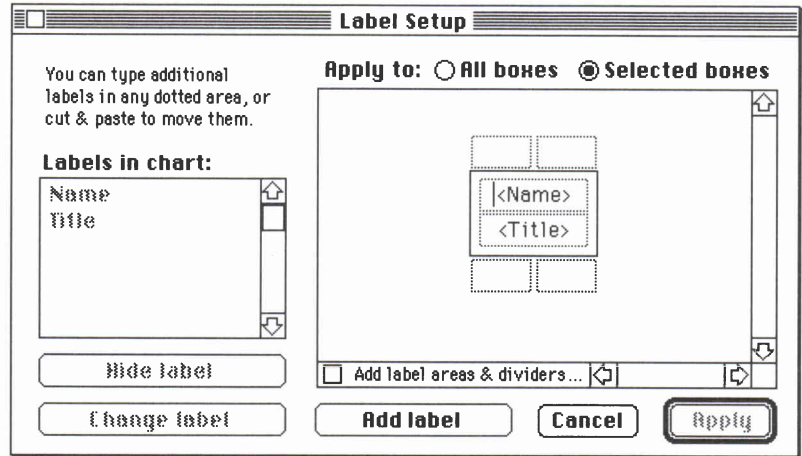 Label Setup
You can type additional
labels in any dotted area, or
cut & paste to move them.
Labels in chart:
Name
Title
Hide label
Change label
Apply to: All boxes Selected boxes
<Name>
<Title>
Add label areas & dividers...
Add label Cancel Apply